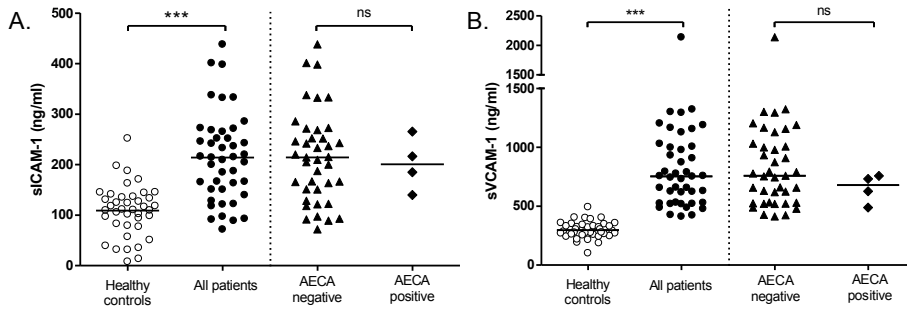 A.
***
ns
500
400
300
200
100
0
sICAM-1 (ng/ml)
Healthy
controls
All patients
AECA
negative
AECA
positive
B.
***
ns
2500
2000
1500
1000
500
0
sVCAM-1 (ng/ml)
Healthy
controls
All patients
AECA
negative
AECA
positive